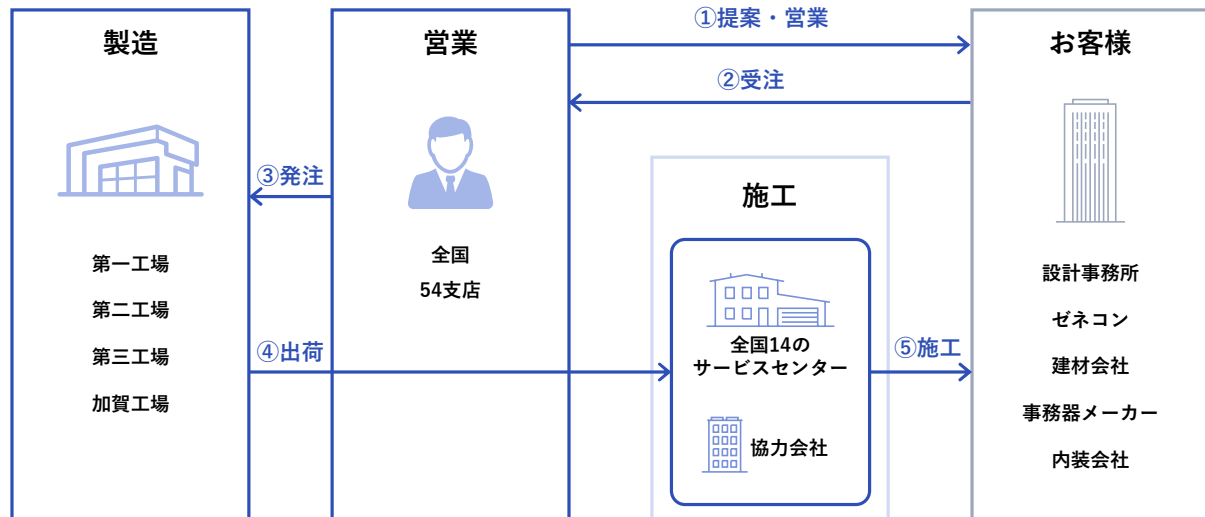 製造
第一工場
第二工場
第三工場
加賀工場
営業
全国
54支店
①提案・営業
②受注
③発注
④出荷
施工
全国14の
サービスセンター
協力会社
⑤施工
お客様
設計事務所
ゼネコン
建材会社
事務器メーカー
内装会社